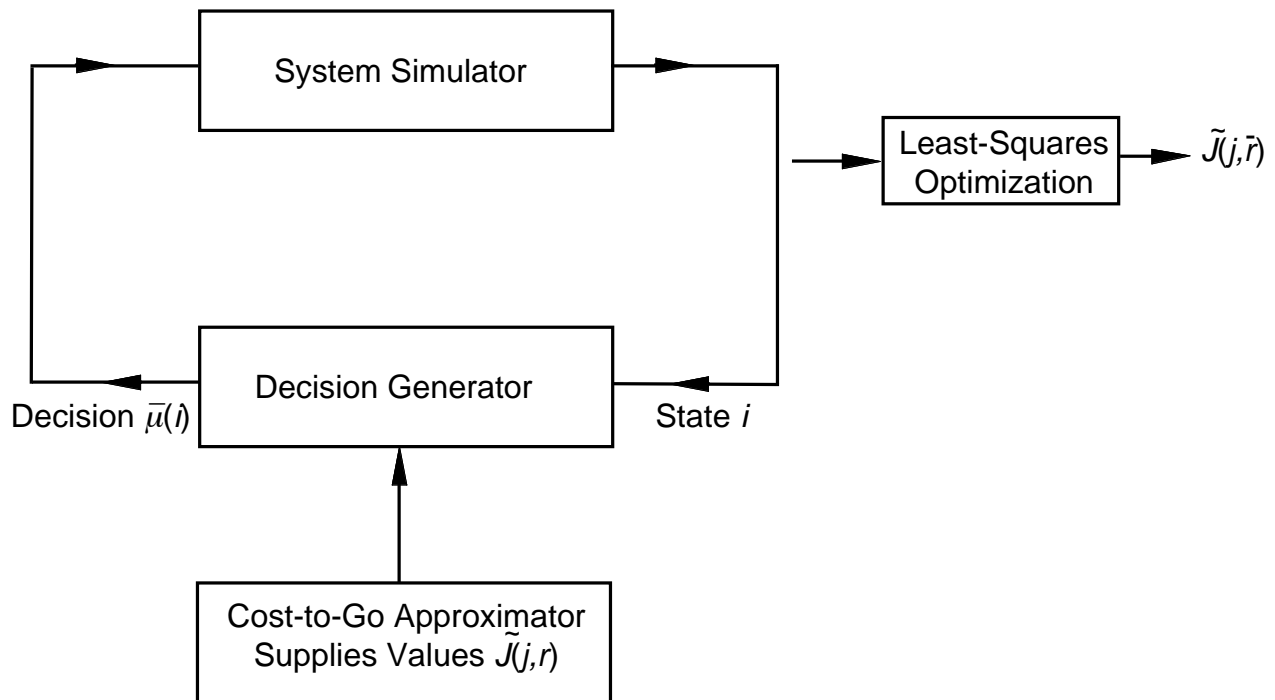 System Simulator
Least-Squares
Optimization
J̃(j,r̄)
Decision Generator
Decision μ̄(i)
State i
Cost-to-Go Approximator
Supplies Values J̃(j,r)